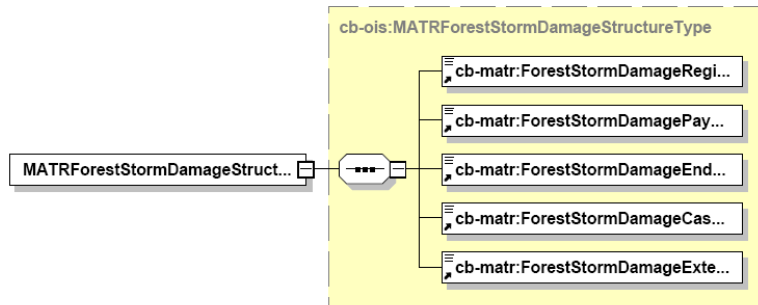 cb-ois:MATRForestStormDamageStructureType
cb-matr:ForestStormDamageRegi...
cb-matr:ForestStormDamagePay...
MATRForestStormDamageStruct...
cb-matr:ForestStormDamageEnd...
cb-matr:ForestStormDamageCas...
cb-matr:ForestStormDamageExte...